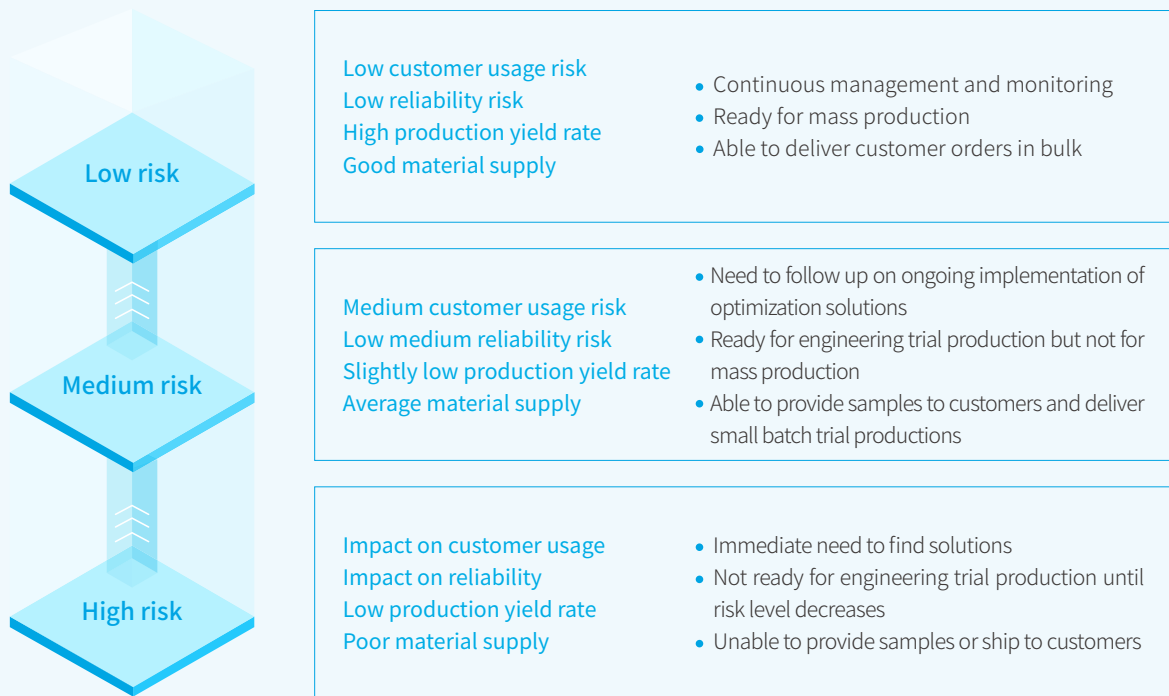 Low risk
Low customer usage risk
Low reliability risk
High production yield rate
Good material supply
• Continuous management and monitoring
• Ready for mass production
• Able to deliver customer orders in bulk
Medium risk
Medium customer usage risk
Low medium reliability risk
Slightly low production yield rate
Average material supply
• Need to follow up on ongoing implementation of
optimization solutions
• Ready for engineering trial production but not for
mass production
• Able to provide samples to customers and deliver
small batch trial productions
High risk
Impact on customer usage
Impact on reliability
Low production yield rate
Poor material supply
• Immediate need to find solutions
• Not ready for engineering trial production until
risk level decreases
• Unable to provide samples or ship to customers